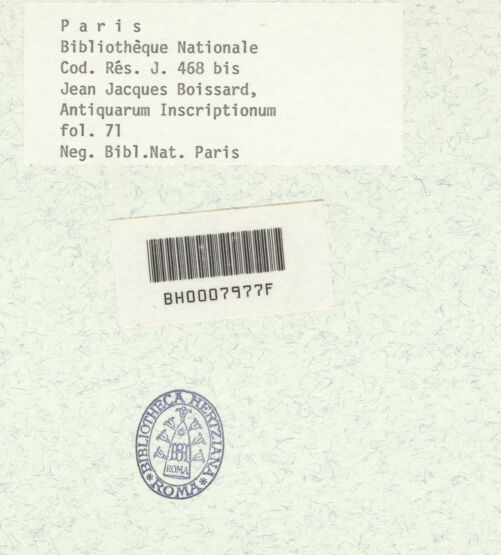 P a r i s
Bibliothèque Nationale
Cod. Rés. J. 468 bis
Jean Jacques Boissard,
Antiquarum Inscriptionum
fol. 71
Neg. Bibl.Nat. Paris
BH0007977F
BIBLIOTHECA HERTZIANA
BH
ROMA
* ROMA *